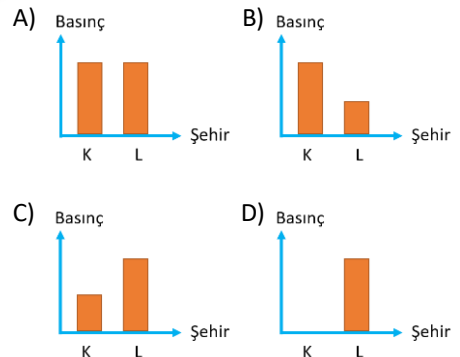 A)
Basınç
Şehir
K L
B)
Basınç
Şehir
K L
C)
Basınç
Şehir
K L
D)
Basınç
Şehir
K L